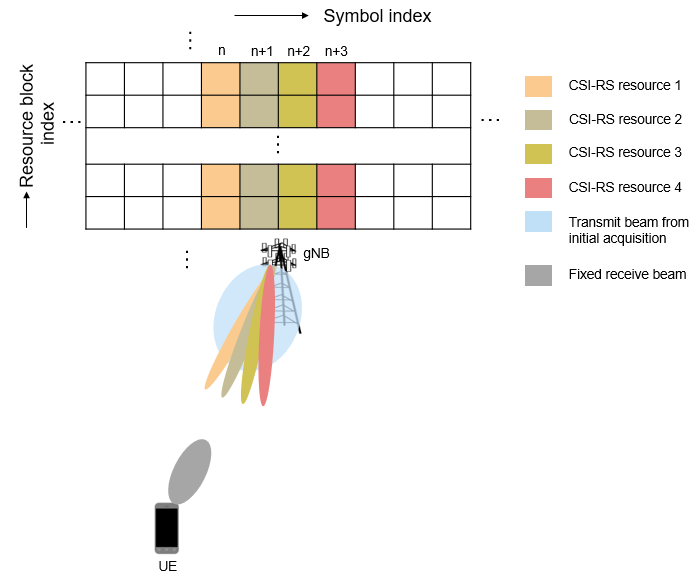 Symbol index
n n+1 n+2 n+3
Resource block
index
CSI-RS resource 1
CSI-RS resource 2
CSI-RS resource 3
CSI-RS resource 4
Transmit beam from
initial acquisition
Fixed receive beam
gNB
UE